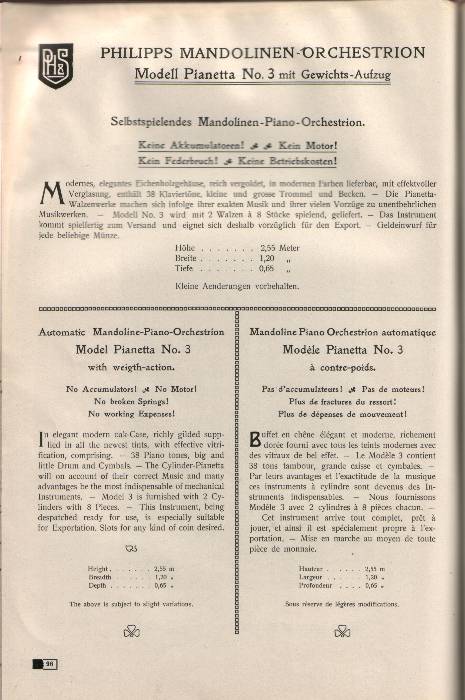 PHS
PHILIPPS MANDOLINEN-ORCHESTRION
Modell Pianetta No. 3 mit Gewichts-Aufzug
Selbstspielendes Mandolinen-Piano-Orchestrion.
Keine Akkumulatoren! Kein Motor!
Kein Federbruch! Keine Betriebskosten!
Modernes, elegantes Eichenholzgehäuse, reich vergoldet, in modernen Farben lieferbar, mit effektvoller
Verglasung, enthält 38 Klaviertöne, kleine und grosse Trommel und Becken. — Die Pianetta-
Walzenwerke machen sich infolge ihrer exakten Musik und ihrer vielen Vorzüge zu unentbehrlichen
Musikwerken. — Modell No. 3 wird mit 2 Walzen à 8 Stücke spielend, geliefert. — Das Instrument
kommt spielfertig zum Versand und eignet sich deshalb vorzüglich für den Export. — Geldeinwurf für
jede beliebige Münze.
Höhe . . . . . . . 2,55 Meter
Breite . . . . . . . 1,20 „
Tiefe . . . . . . . 0,65 „
Kleine Aenderungen vorbehalten.
Automatic Mandoline-Piano-Orchestrion
Model Pianetta No. 3
with weigth-action.
No Accumulators! No Motor!
No broken Springs!
No working Expenses!
In elegant modern oak-Case, richly gilded supp-
lied in all the newest tints, with effective vitri-
fication, comprising. — 38 Piano tones, big and
little Drum and Cymbals. — The Cylinder-Pianetta
will on account of their correct Music and many
advantages be the most indispensable of mechanical
Instruments. — Model 3 is furnished with 2 Cy-
linders with 8 Pieces. — This Instrument, being
despatched ready for use, is especially suitable
for Exportation. Slots for any kind of coin desired.
Height . . . . . . . 2,55 m
Breadth . . . . . . 1,20 „
Depth . . . . . . . 0,65 „
The above is subject to slight variations.
Mandoline Piano Orchestrion automatique
Modèle Pianetta No. 3
à contre-poids.
Pas d'accumulateurs! Pas de moteurs!
Plus de fractures du ressort!
Plus de dépenses de mouvement!
Buffet en chêne élégant et moderne, richement
dorée fourni avec tous les teints modernes avec
des vitraux de bel effet. — Le Modèle 3 contient
38 tons tambour, grande caisse et cymbales. —
Par leurs avantages et l'exactitude de la musique
ces instruments à cylindre sont devenus des In-
struments indispensables. — Nous fournissons
Modèle 3 avec 2 cylindres à 8 pièces chacun. —
Cet instrument arrive tout complet, prêt à
jouer, et ainsi il est spécialement propre à l'ex-
portation. — Mise en marche au moyen de toute
pièce de monnaie.
Hauteur . . . . . . 2,55 m
Largeur . . . . . . 1,20 „
Profondeur . . . . 0,65 „
Sous réserve de légères modifications.
96